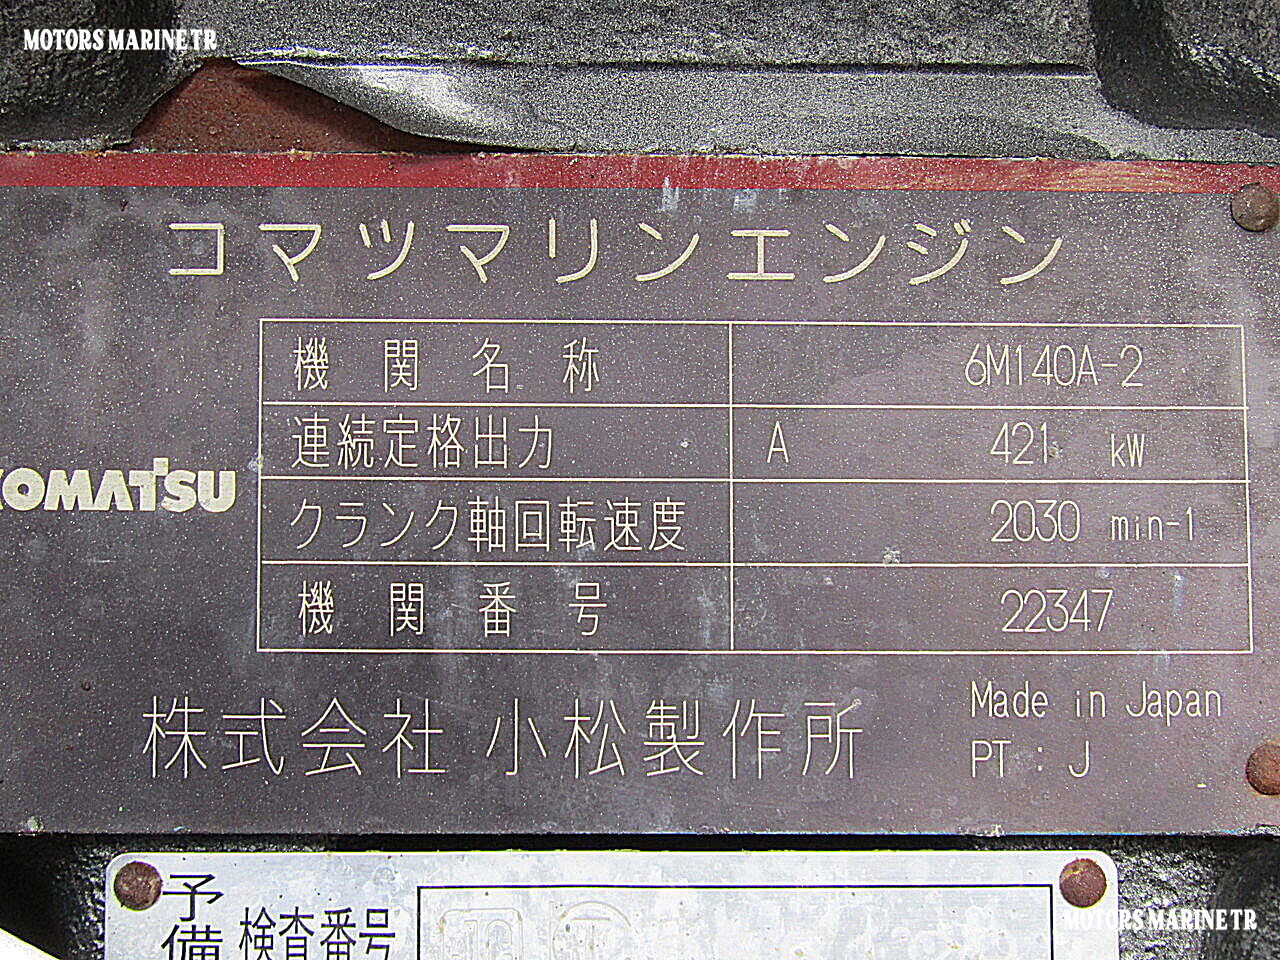 MOTORS MARINE TR
コマツマリンエンジン
機関名称 6M140A-2
連続定格出力 A 421 kW
KOMATSU
クランク軸回転速度 2030 min-1
機関番号 22347
株式会社 小松製作所
Made in Japan
PT : J
予備
検査番号
MOTORS MARINE TR